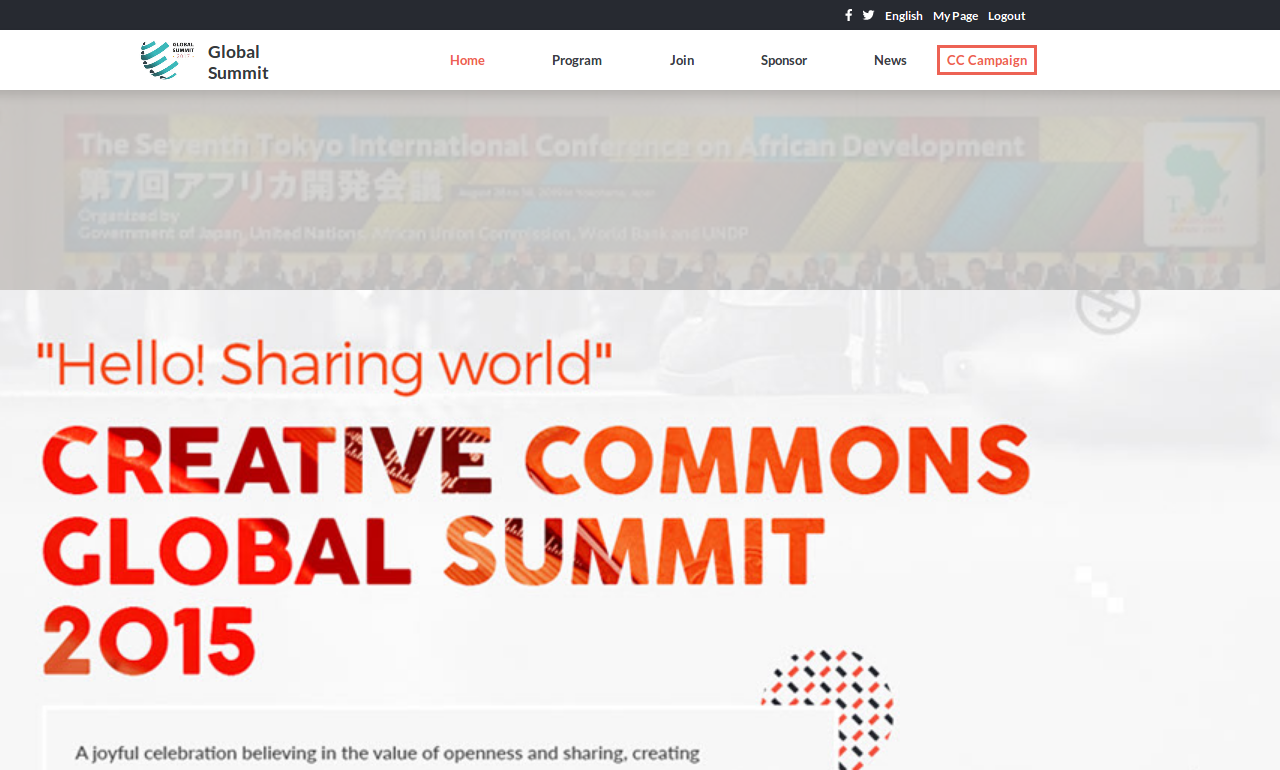 English My Page Logout
GLOBAL
SUMMIT
Global
Summit
Home Program Join Sponsor News CC Campaign
The Seventh Tokyo International Conference on African Development
第7回アフリカ開発会議
Organized by
Government of Japan, United Nations, African Union Commission, World Bank and UNDP
"Hello! Sharing world"
CREATIVE COMMONS
GLOBAL SUMMIT
2015
A joyful celebration believing in the value of openness and sharing, creating